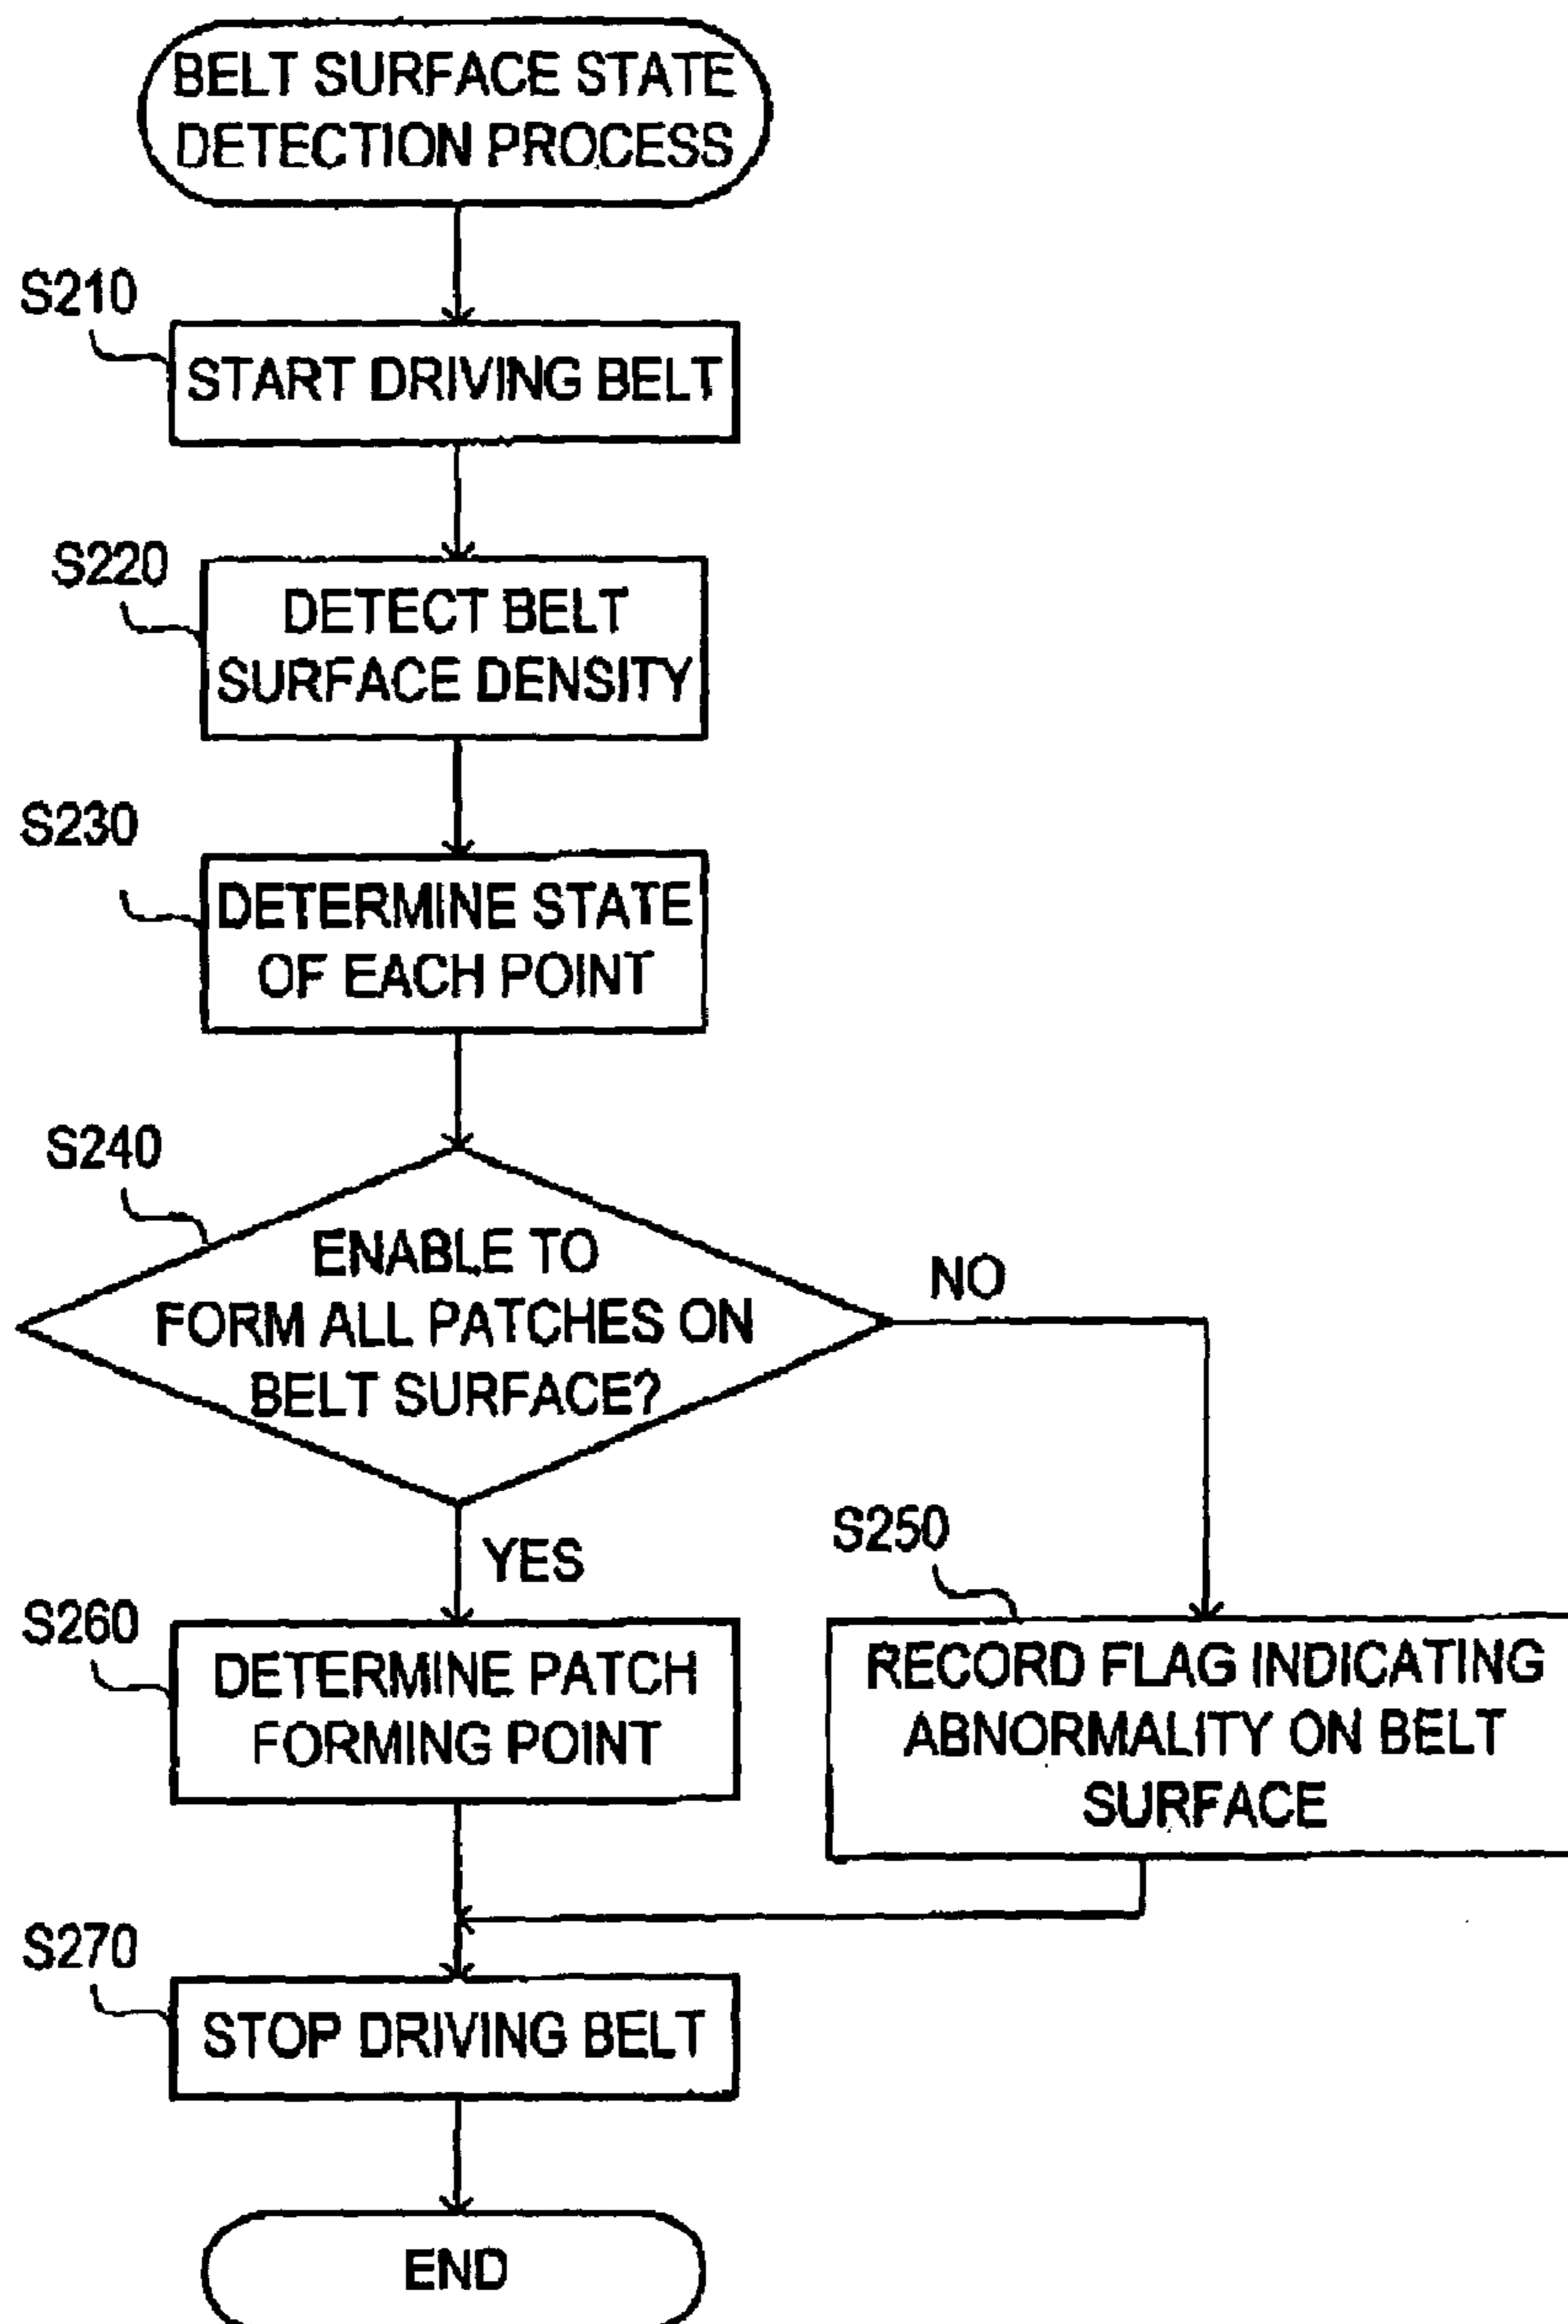 BELT SURFACE STATE
DETECTION PROCESS
S210
START DRIVING BELT
S220
DETECT BELT
SURFACE DENSITY
S230
DETERMINE STATE
OF EACH POINT
S240
ENABLE TO
FORM ALL PATCHES ON
BELT SURFACE?
NO
YES
S250
RECORD FLAG INDICATING
ABNORMALITY ON BELT
SURFACE
S260
DETERMINE PATCH
FORMING POINT
S270
STOP DRIVING BELT
END